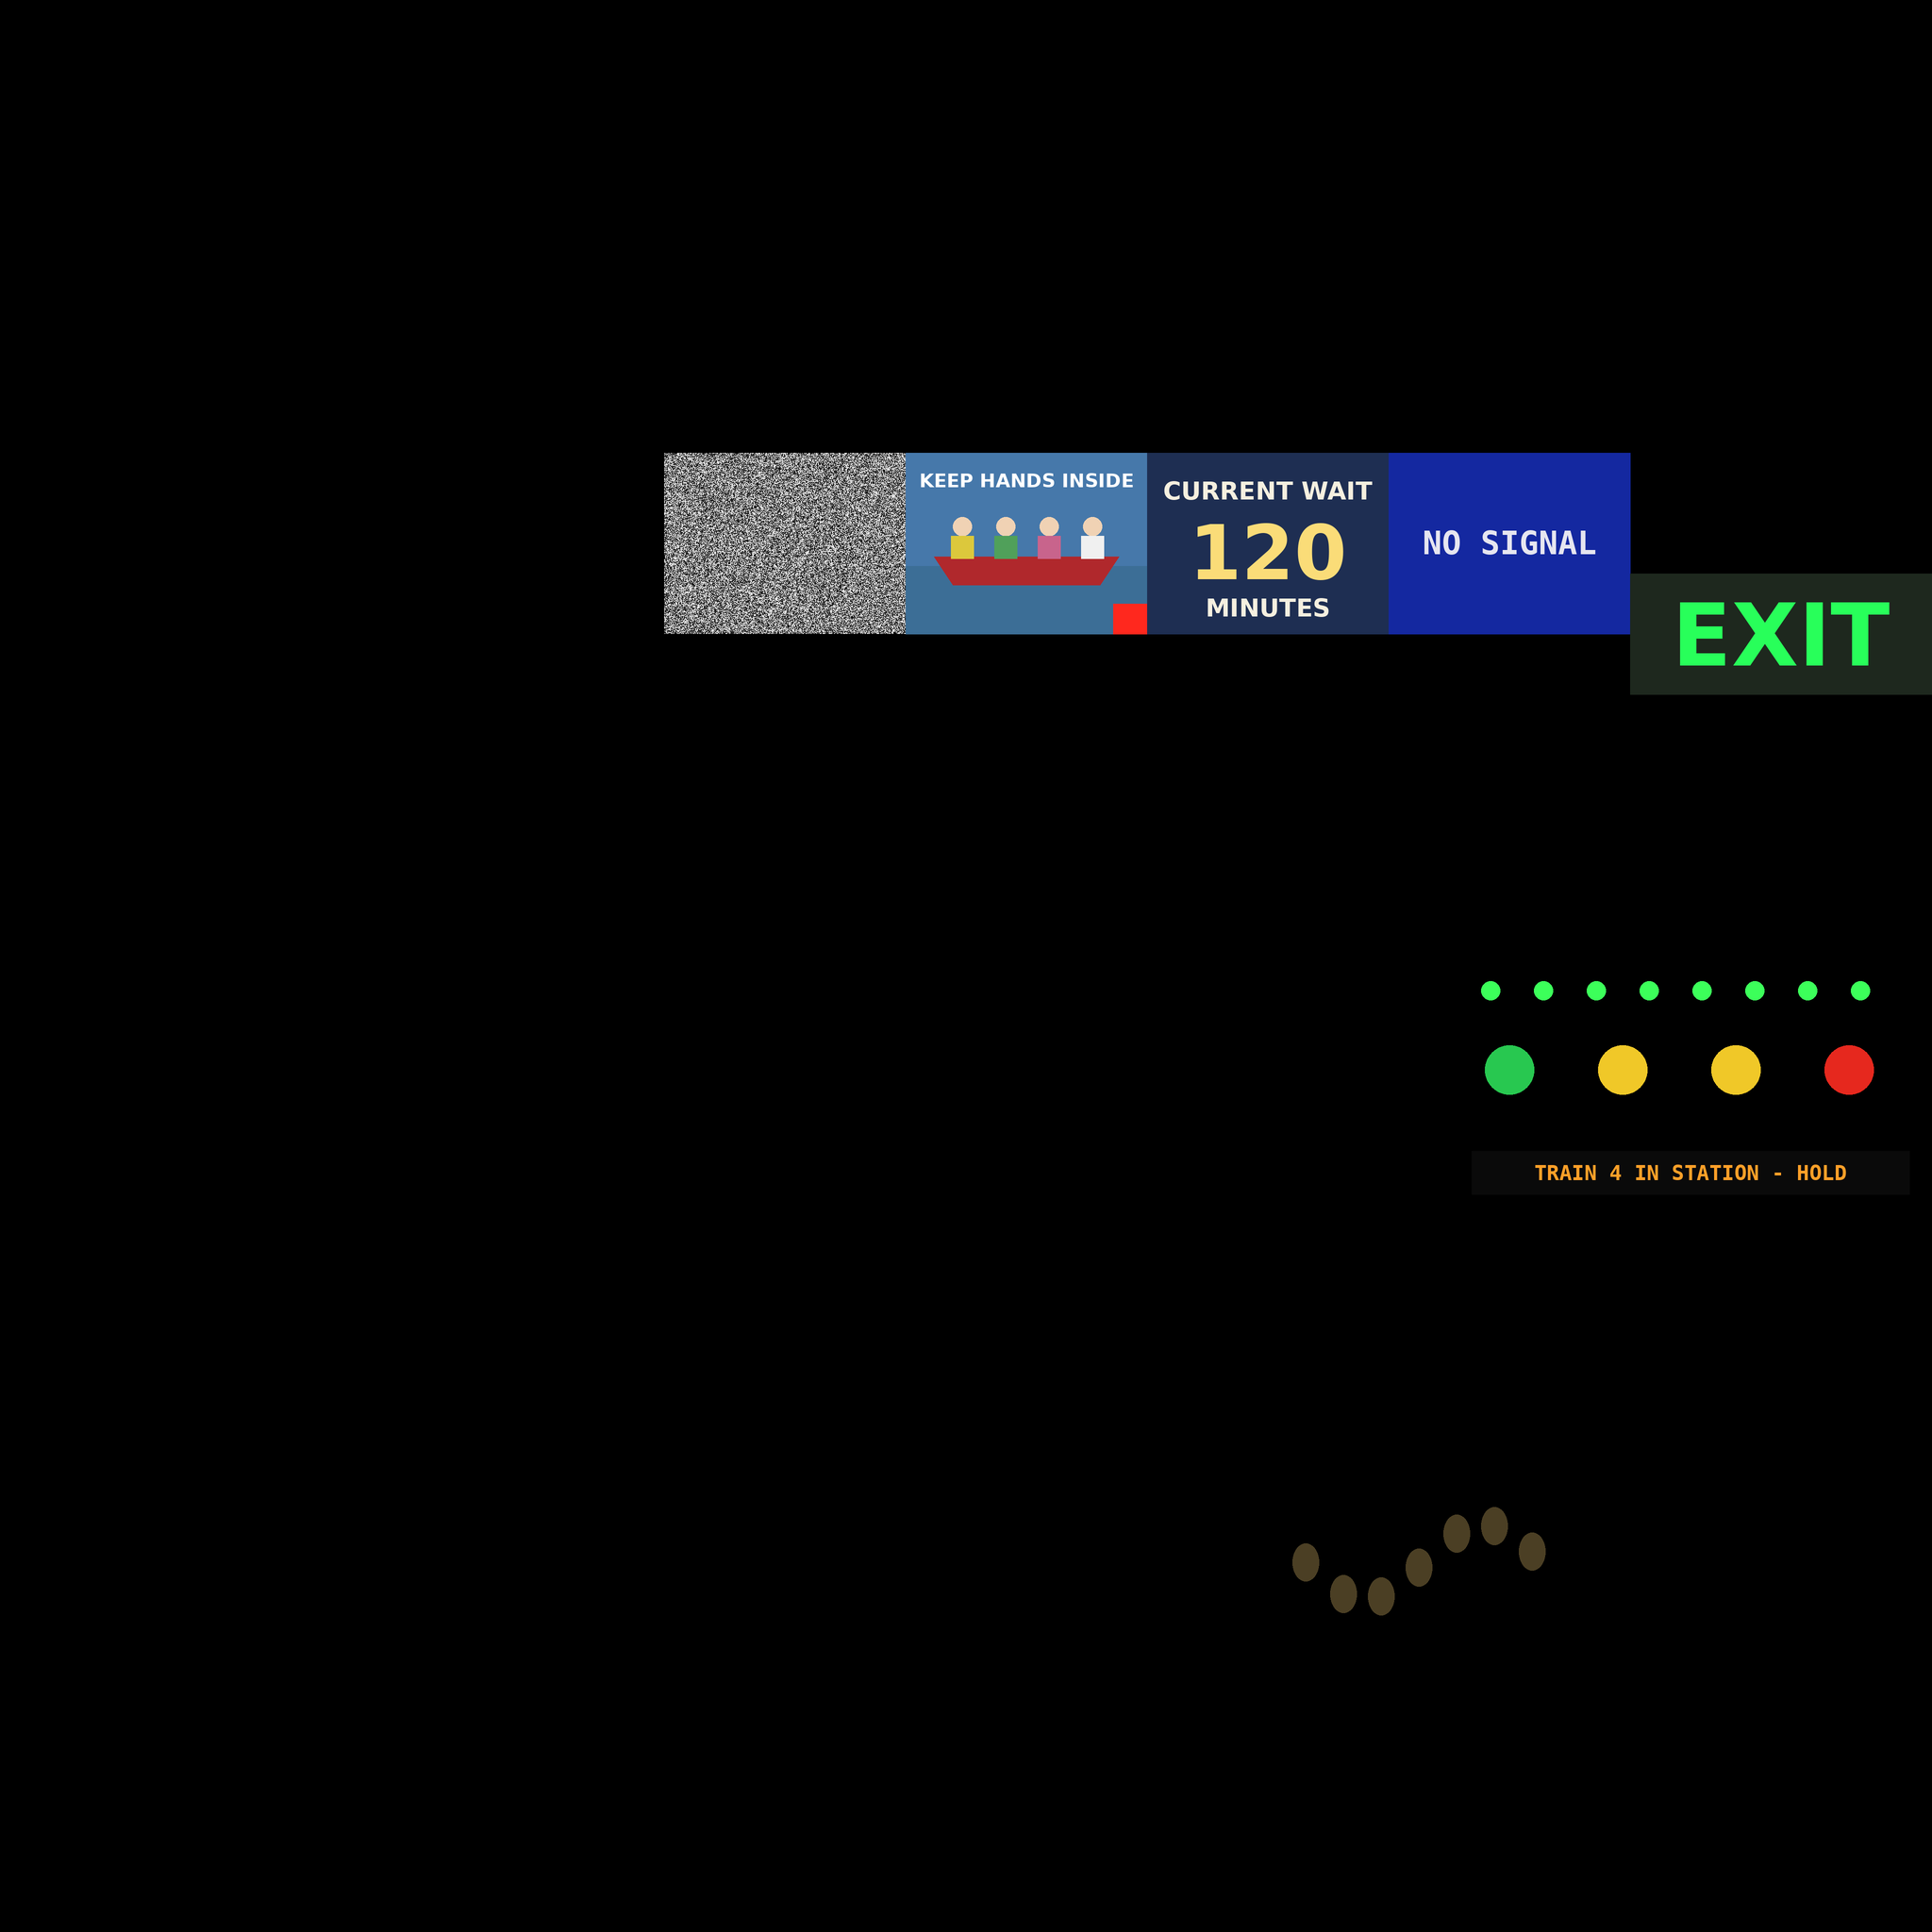 KEEP HANDS INSIDE
CURRENT WAIT
120
MINUTES
NO SIGNAL
EXIT
TRAIN 4 IN STATION - HOLD